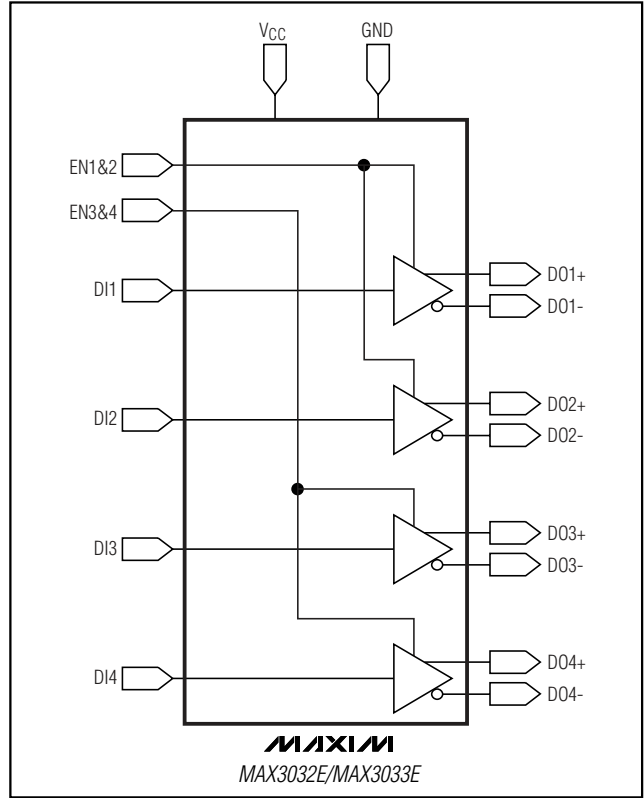 VCC
GND
EN1&2
EN3&4
DI1
DO1+
DO1-
DI2
DO2+
DO2-
DI3
DO3+
DO3-
DI4
DO4+
DO4-
MAXIM
MAX3032E/MAX3033E